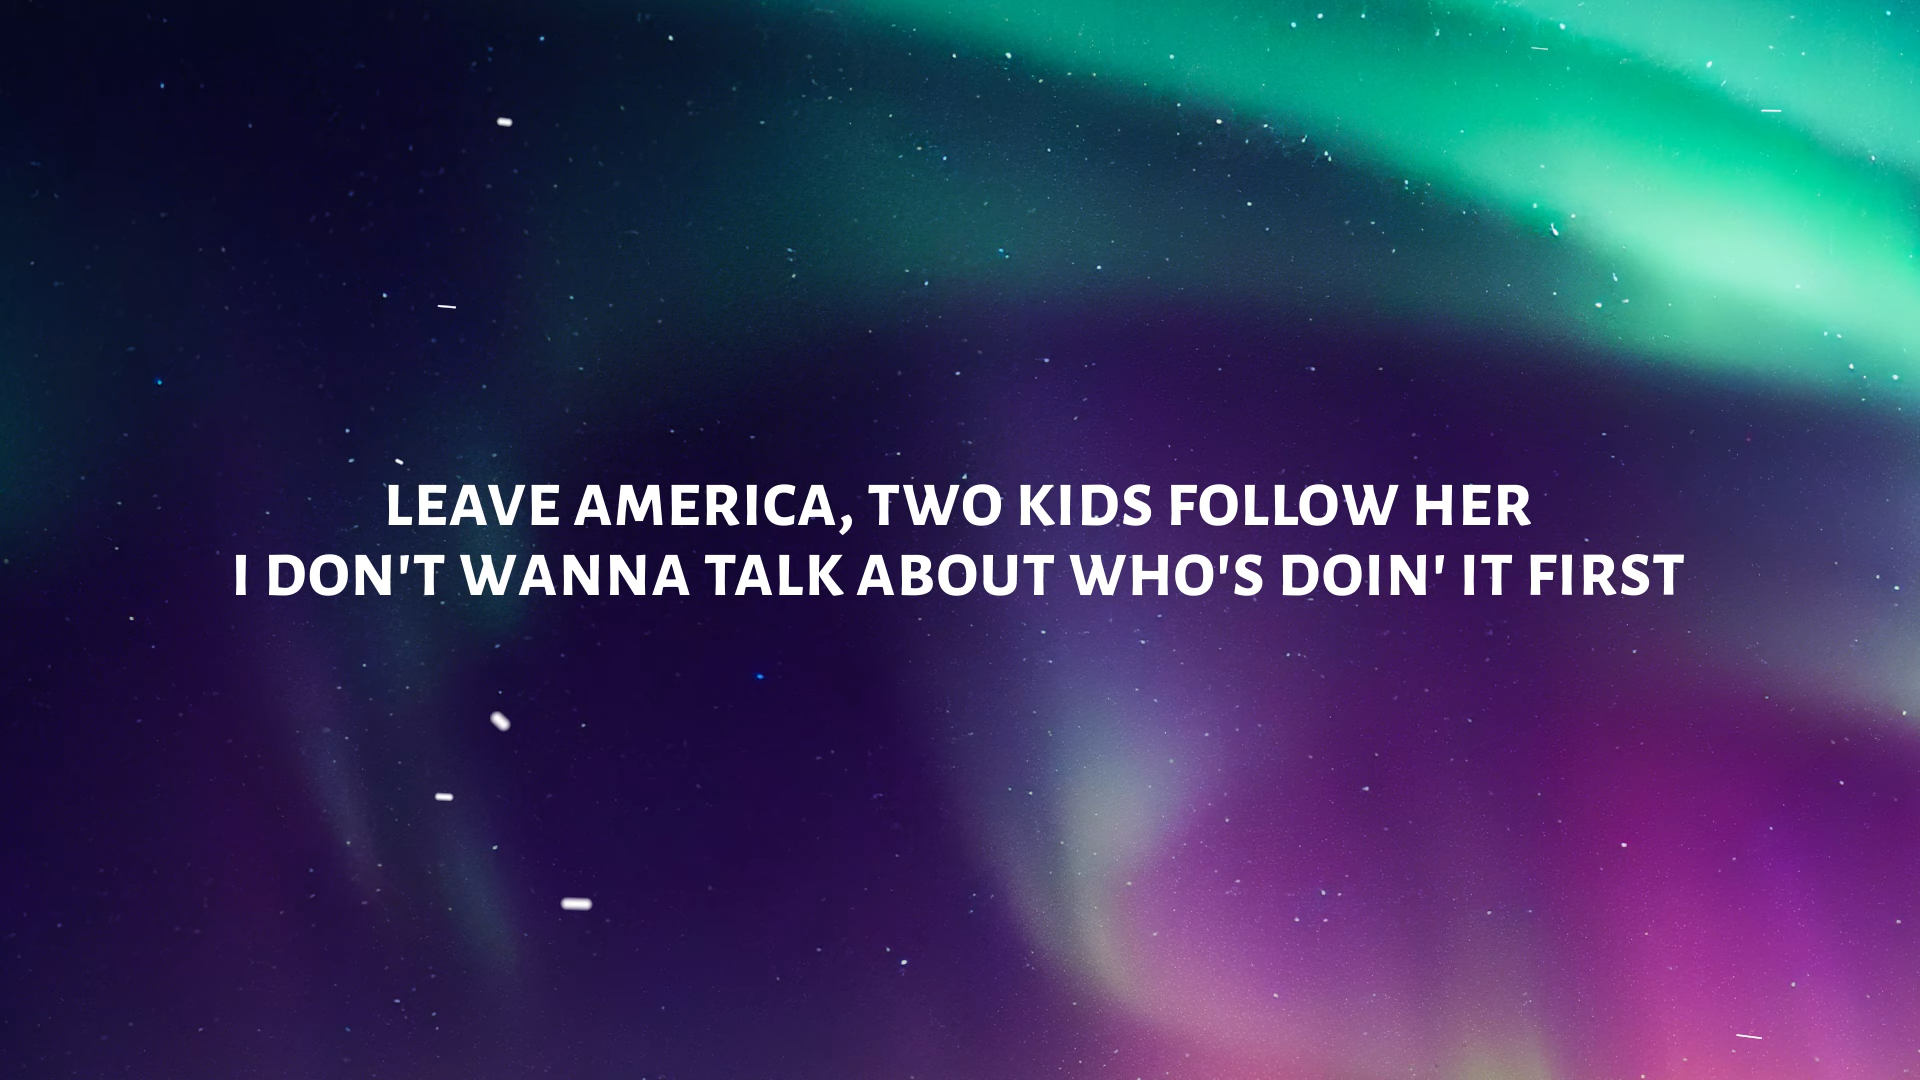 LEAVE AMERICA, TWO KIDS FOLLOW HER
I DON'T WANNA TALK ABOUT WHO'S DOIN' IT FIRST